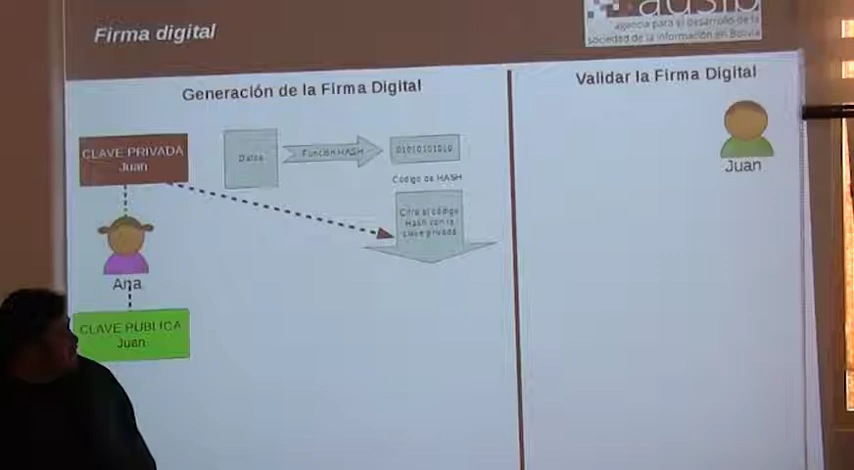 Firma digital
adsib
agencia para el desarrollo de la
sociedad de la información en Bolivia
Generación de la Firma Digital
Validar la Firma Digital
CLAVE PRIVADA
Juan
Datos
Función HASH
01010101010
Código de HASH
Cifra el código
Hash con la
clave privada
Juan
Ana
CLAVE PUBLICA
Juan